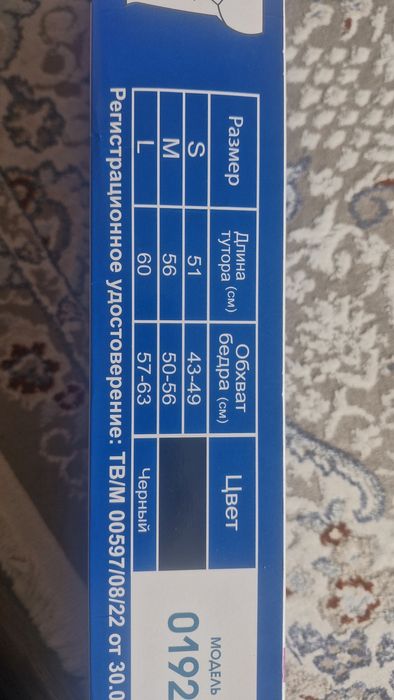 Размер Длина тутора (см) Обхват бедра (см) Цвет
S 51 43-49
M 56 50-56
L 60 57-63 Черный
Регистрационное удостоверение: ТВ/М 00597/08/22 от 30.0
МОДЕЛЬ
0192